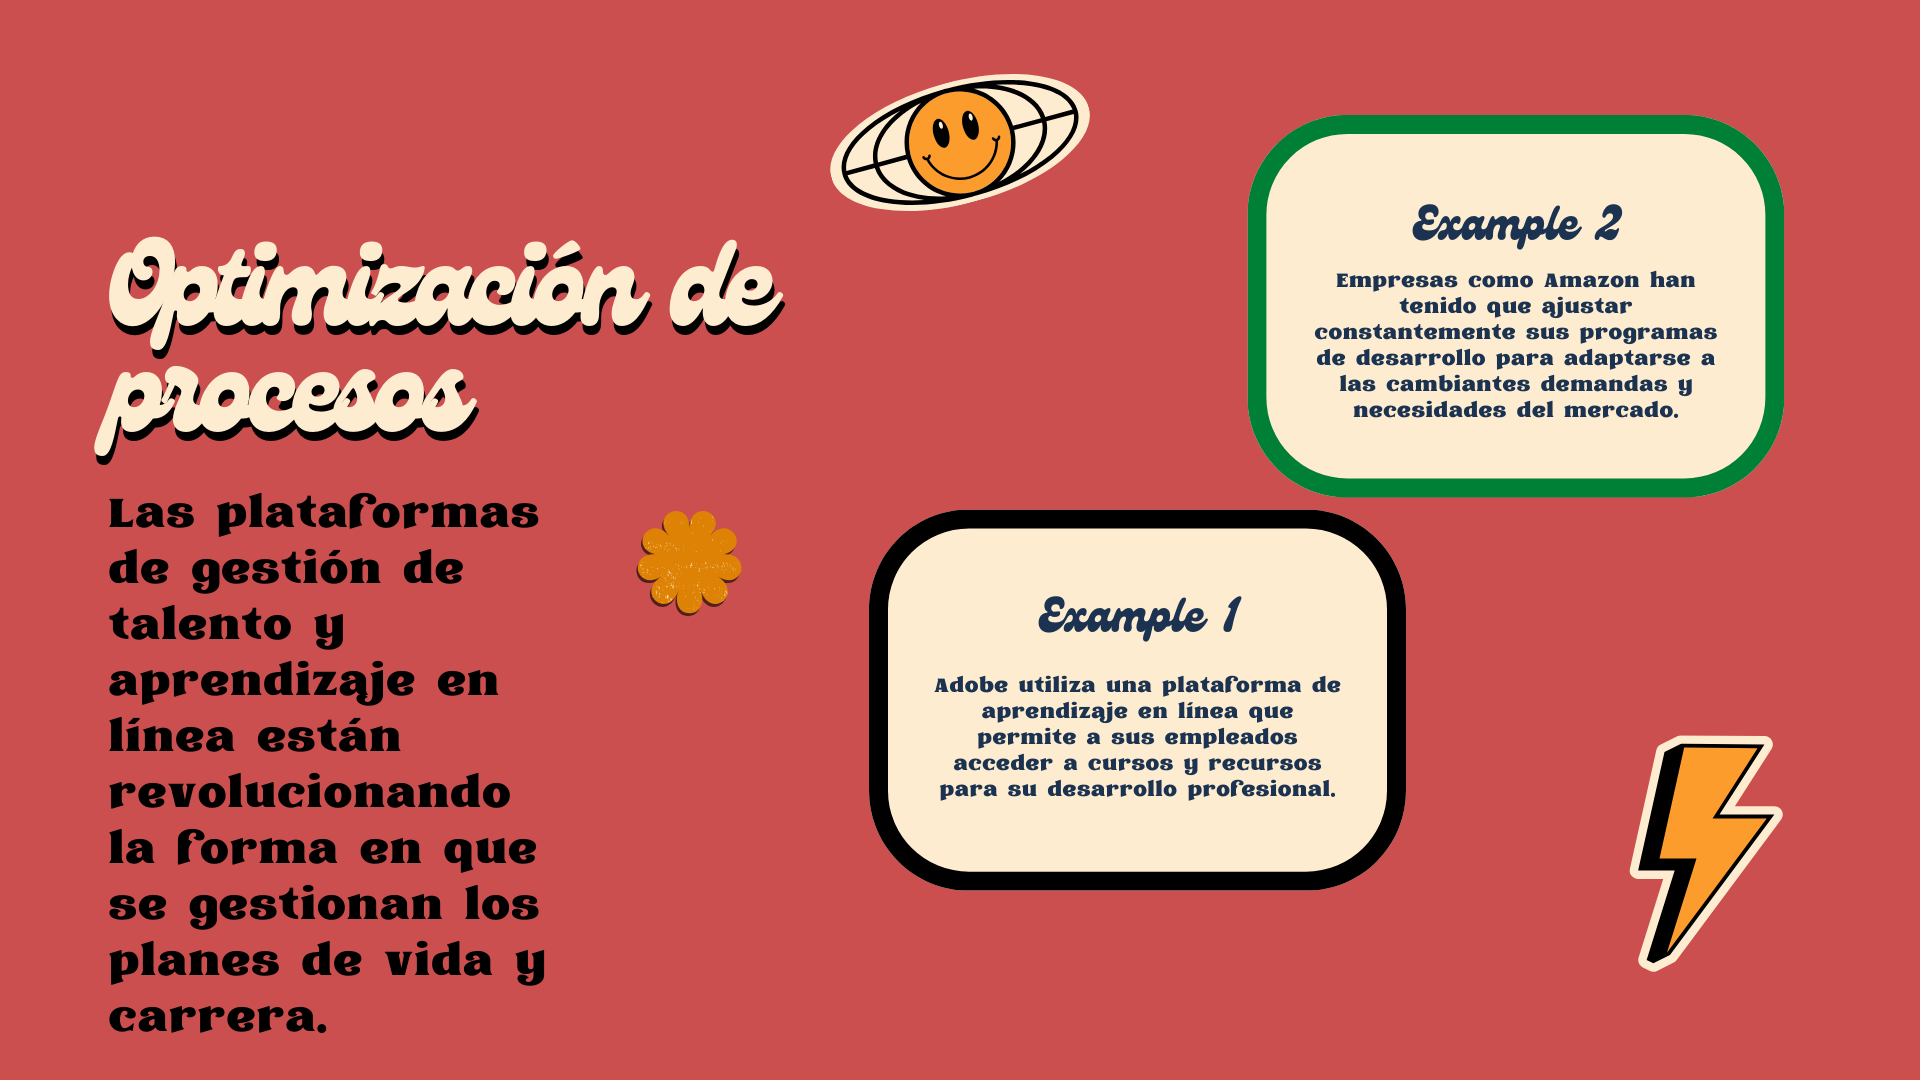 Optimización de
procesos
Las plataformas
de gestión de
talento y
aprendizaje en
línea están
revolucionando
la forma en que
se gestionan los
planes de vida y
carrera.
Example 1
Adobe utiliza una plataforma de
aprendizaje en línea que
permite a sus empleados
acceder a cursos y recursos
para su desarrollo profesional.
Example 2
Empresas como Amazon han
tenido que ajustar
constantemente sus programas
de desarrollo para adaptarse a
las cambiantes demandas y
necesidades del mercado.